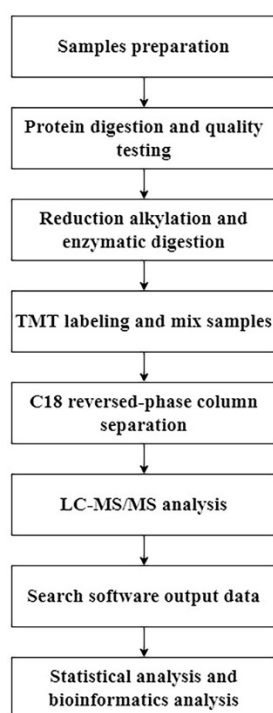 Samples preparation
Protein digestion and quality
testing
Reduction alkylation and
enzymatic digestion
TMT labeling and mix samples
C18 reversed-phase column
separation
LC-MS/MS analysis
Search software output data
Statistical analysis and
bioinformatics analysis